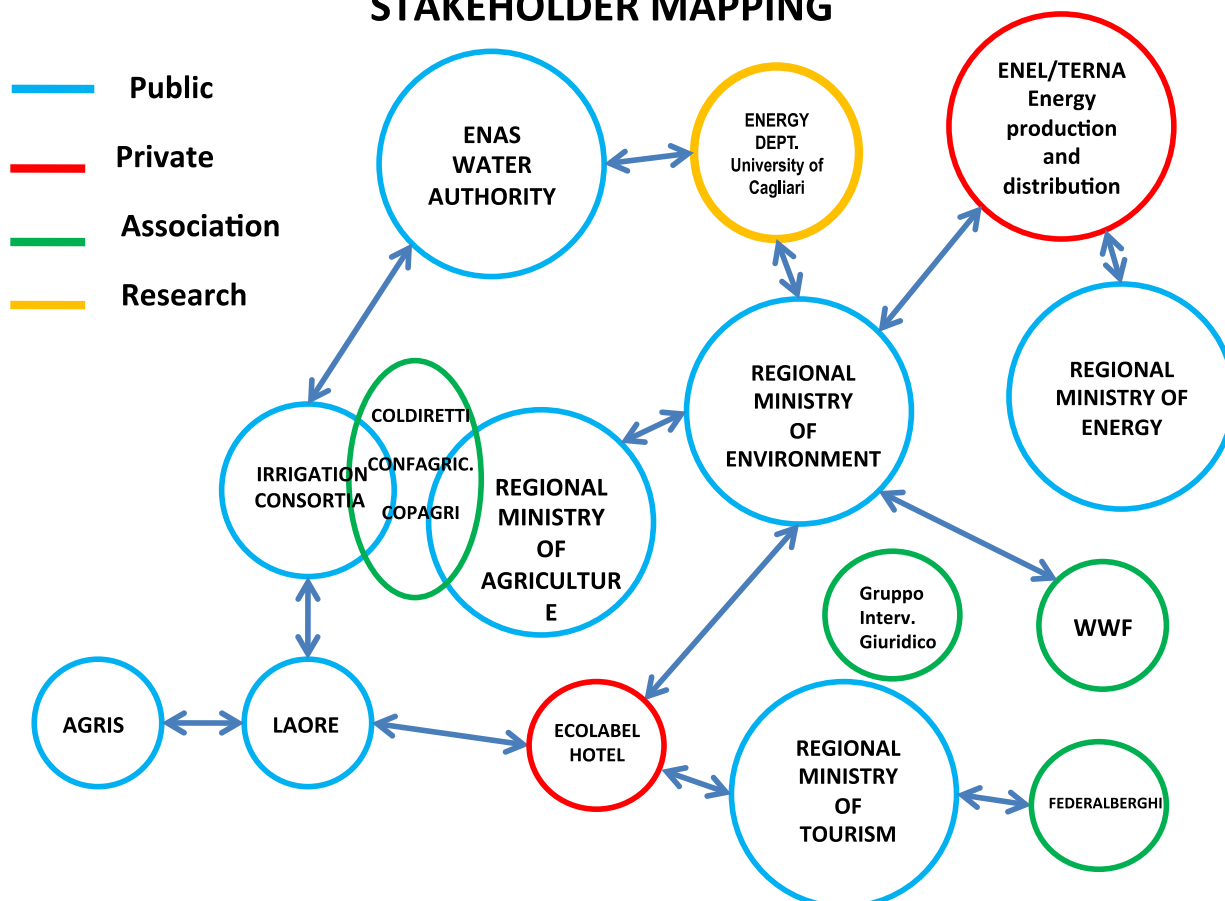 STAKEHOLDER MAPPING
Public
Private
Association
Research
ENAS
WATER
AUTHORITY
ENERGY
DEPT.
University of
Cagliari
ENEL/TERNA
Energy
production
and
distribution
IRRIGATION
CONSORTIA
COLDIRETTI
CONFAGRIC.
COPAGRI
REGIONAL
MINISTRY
OF
AGRICULTUR
E
REGIONAL
MINISTRY
OF
ENVIRONMENT
REGIONAL
MINISTRY OF
ENERGY
Gruppo
Interv.
Giuridico
WWF
AGRIS
LAORE
ECOLABEL
HOTEL
REGIONAL
MINISTRY
OF
TOURISM
FEDERALBERGHI